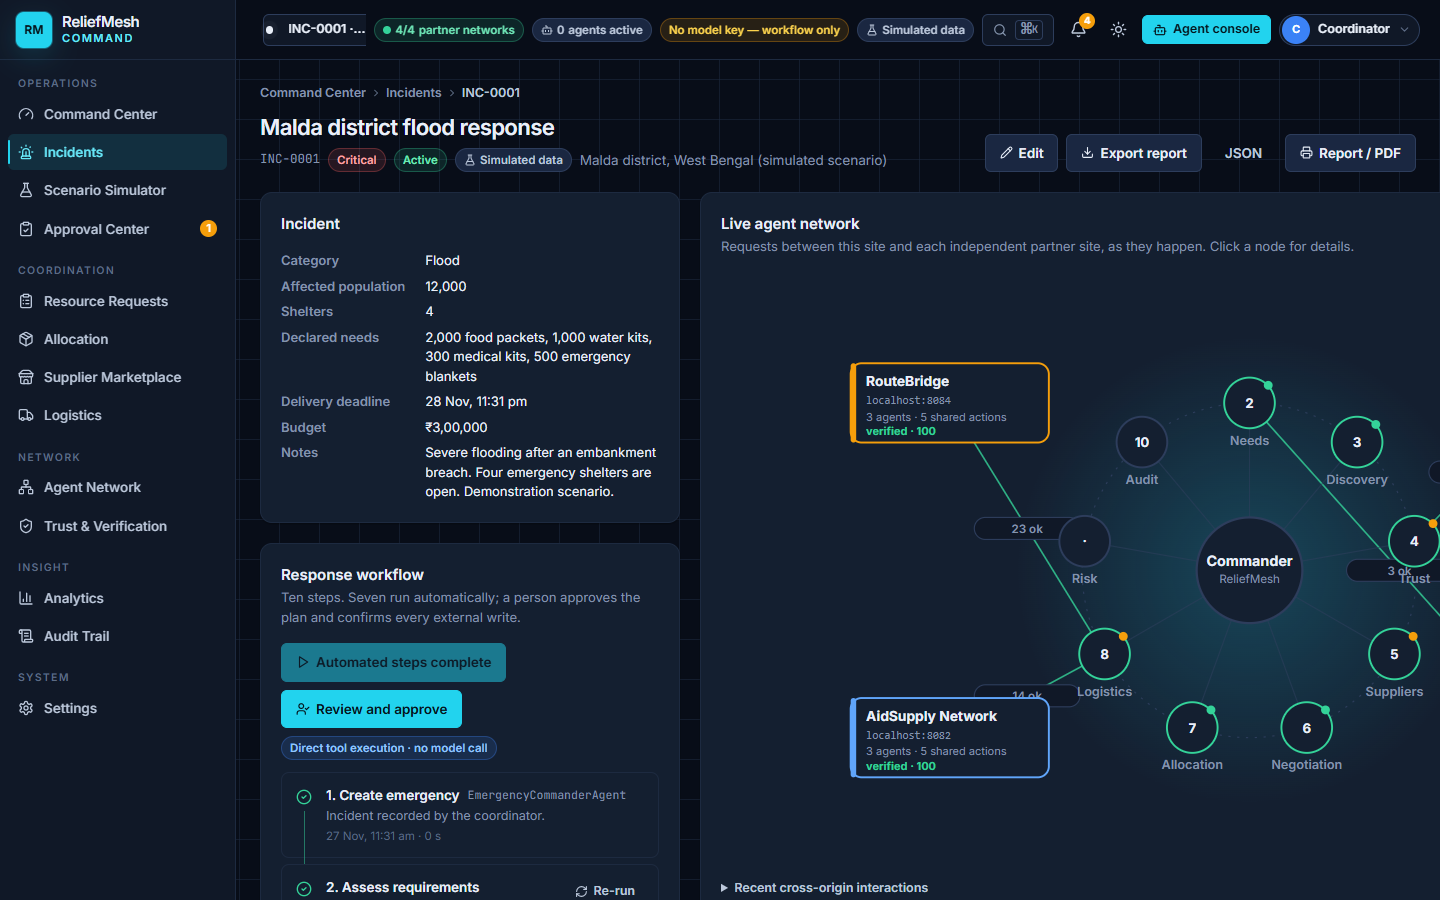 RM
ReliefMesh
COMMAND
INC-0001 ·...
4/4 partner networks
0 agents active
No model key — workflow only
Simulated data
⌘K
4
Agent console
C
Coordinator
OPERATIONS
Command Center
Incidents
Scenario Simulator
Approval Center
1
COORDINATION
Resource Requests
Allocation
Supplier Marketplace
Logistics
NETWORK
Agent Network
Trust & Verification
INSIGHT
Analytics
Audit Trail
SYSTEM
Settings
Command Center › Incidents › INC-0001
Malda district flood response
INC-0001
Critical
Active
Simulated data
Malda district, West Bengal (simulated scenario)
Edit
Export report
JSON
Report / PDF
Incident
Category Flood
Affected population 12,000
Shelters 4
Declared needs 2,000 food packets, 1,000 water kits,
300 medical kits, 500 emergency
blankets
Delivery deadline 28 Nov, 11:31 pm
Budget ₹3,00,000
Notes Severe flooding after an embankment
breach. Four emergency shelters are
open. Demonstration scenario.
Response workflow
Ten steps. Seven run automatically; a person approves the
plan and confirms every external write.
Automated steps complete
Review and approve
Direct tool execution · no model call
1. Create emergency EmergencyCommanderAgent
Incident recorded by the coordinator.
27 Nov, 11:31 am · 0 s
2. Assess requirements
Re-run
Live agent network
Requests between this site and each independent partner site, as they happen. Click a node for details.
RouteBridge
localhost:8084
3 agents · 5 shared actions
verified · 100
2
Needs
10
Audit
3
Discovery
23 ok
·
Risk
Commander
ReliefMesh
4
Trust
3 ok
8
Logistics
5
Suppliers
14 ok
AidSupply Network
localhost:8082
3 agents · 5 shared actions
verified · 100
7
Allocation
6
Negotiation
Recent cross-origin interactions